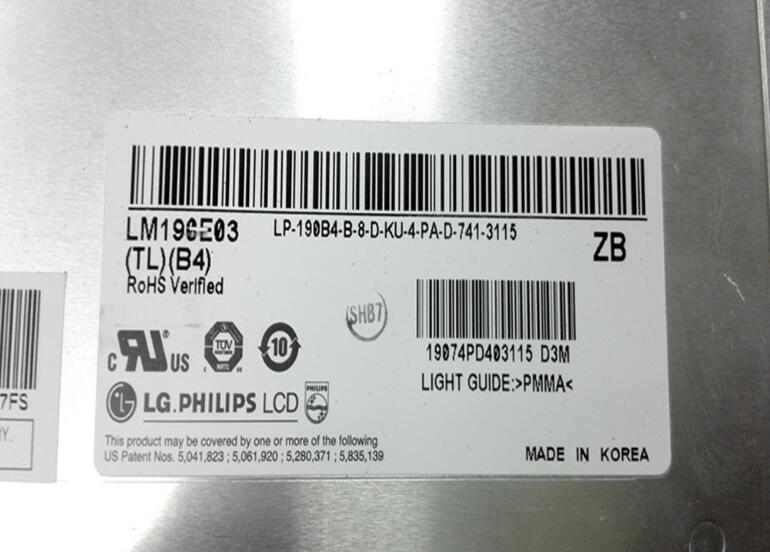 LM190E03 LP-190B4-B-8-D-KU-4-PA-D-741-3115
ZB
(TL)(B4)
RoHS Verified
SHB7
19074PD403115 D3M
c RU US TÜV 10
LIGHT GUIDE:>PMMA<
LG.PHILIPS LCD PHILIPS
This product may be covered by one or more of the following
US Patent Nos. 5,041,823 ; 5,061,920 ; 5,280,371 ; 5,835,139
MADE IN KOREA
7FS
Y.